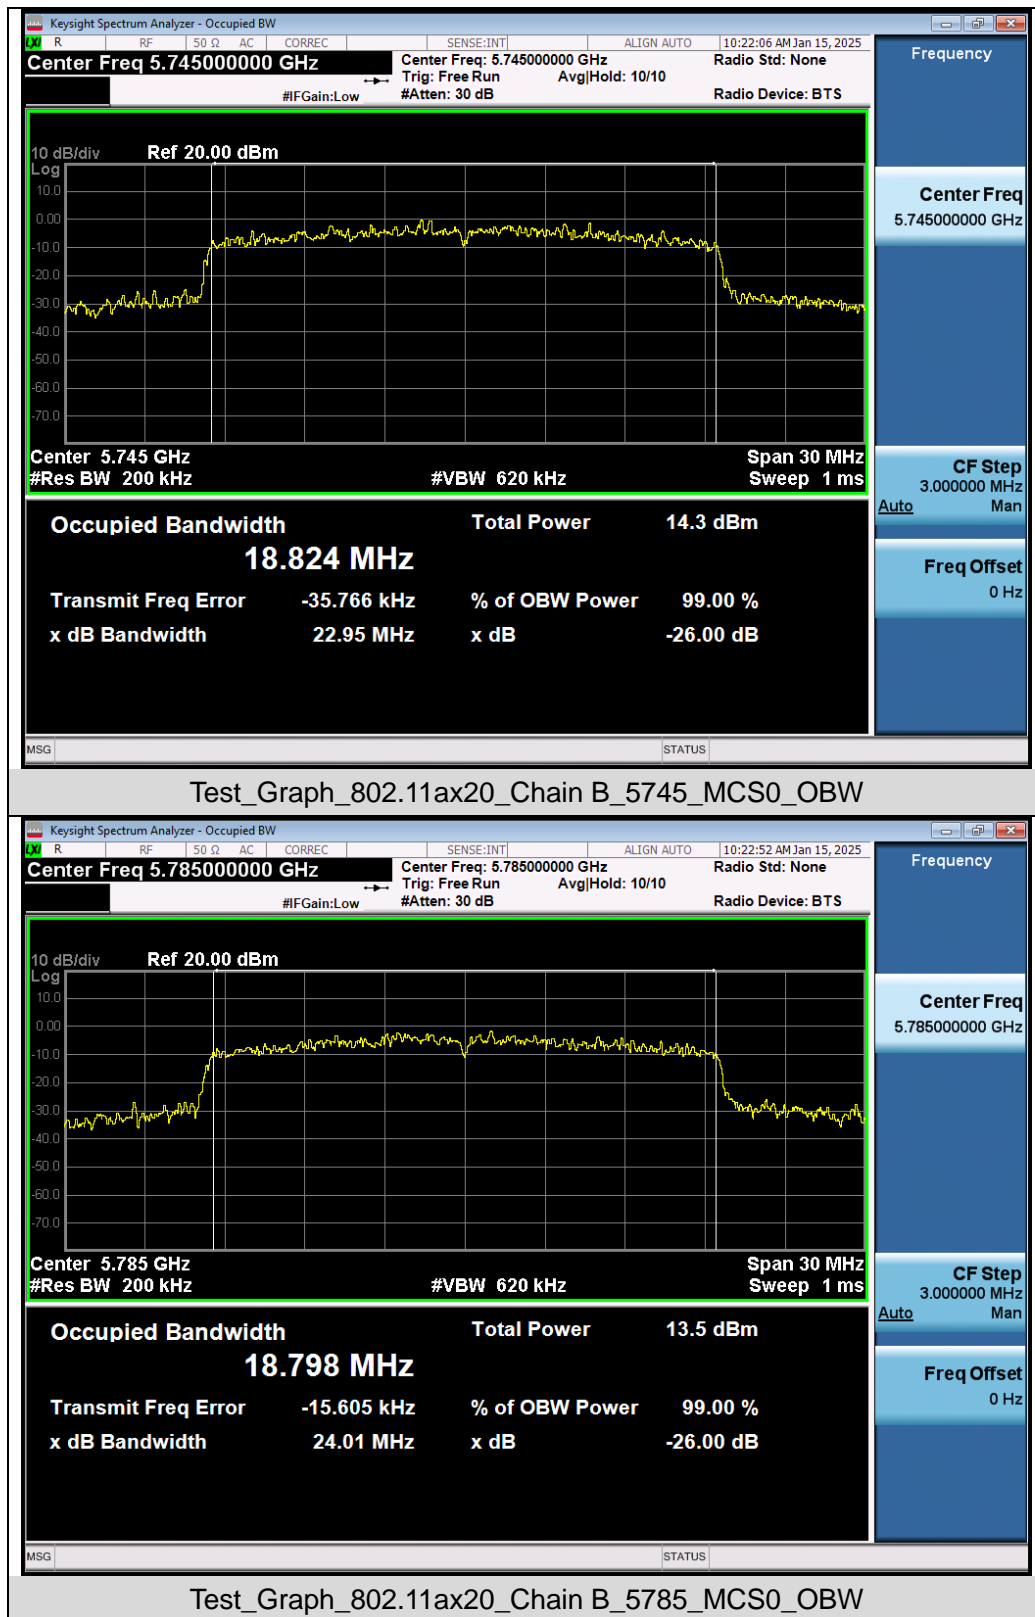 Keysight Spectrum Analyzer - Occupied BW
LXI R RF 50 Ω AC CORREC SENSE:INT ALIGN AUTO 10:22:06 AM Jan 15, 2025
Center Freq 5.745000000 GHz
Center Freq: 5.745000000 GHz Radio Std: None
Trig: Free Run Avg|Hold: 10/10
#IFGain:Low #Atten: 30 dB Radio Device: BTS
10 dB/div Ref 20.00 dBm
Log
10.0
0.00
-10.0
-20.0
-30.0
-40.0
-50.0
-60.0
-70.0
Center 5.745 GHz Span 30 MHz
#Res BW 200 kHz #VBW 620 kHz Sweep 1 ms
Occupied Bandwidth Total Power 14.3 dBm
18.824 MHz
Transmit Freq Error -35.766 kHz % of OBW Power 99.00 %
x dB Bandwidth 22.95 MHz x dB -26.00 dB
MSG STATUS
Frequency
Center Freq
5.745000000 GHz
CF Step
3.000000 MHz
Auto Man
Freq Offset
0 Hz
Test_Graph_802.11ax20_Chain B_5745_MCS0_OBW
Keysight Spectrum Analyzer - Occupied BW
LXI R RF 50 Ω AC CORREC SENSE:INT ALIGN AUTO 10:22:52 AM Jan 15, 2025
Center Freq 5.785000000 GHz
Center Freq: 5.785000000 GHz Radio Std: None
Trig: Free Run Avg|Hold: 10/10
#IFGain:Low #Atten: 30 dB Radio Device: BTS
10 dB/div Ref 20.00 dBm
Log
10.0
0.00
-10.0
-20.0
-30.0
-40.0
-50.0
-60.0
-70.0
Center 5.785 GHz Span 30 MHz
#Res BW 200 kHz #VBW 620 kHz Sweep 1 ms
Occupied Bandwidth Total Power 13.5 dBm
18.798 MHz
Transmit Freq Error -15.605 kHz % of OBW Power 99.00 %
x dB Bandwidth 24.01 MHz x dB -26.00 dB
MSG STATUS
Frequency
Center Freq
5.785000000 GHz
CF Step
3.000000 MHz
Auto Man
Freq Offset
0 Hz
Test_Graph_802.11ax20_Chain B_5785_MCS0_OBW